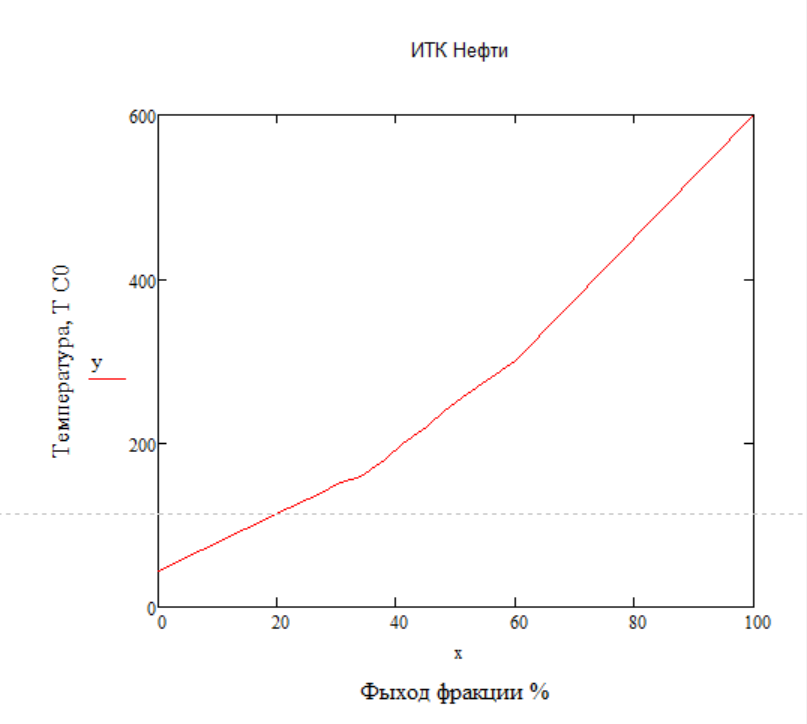 ИТК Нефти
600
400
200
0
Температура, Т С0
y
0 20 40 60 80 100
x
Фыход фракции %